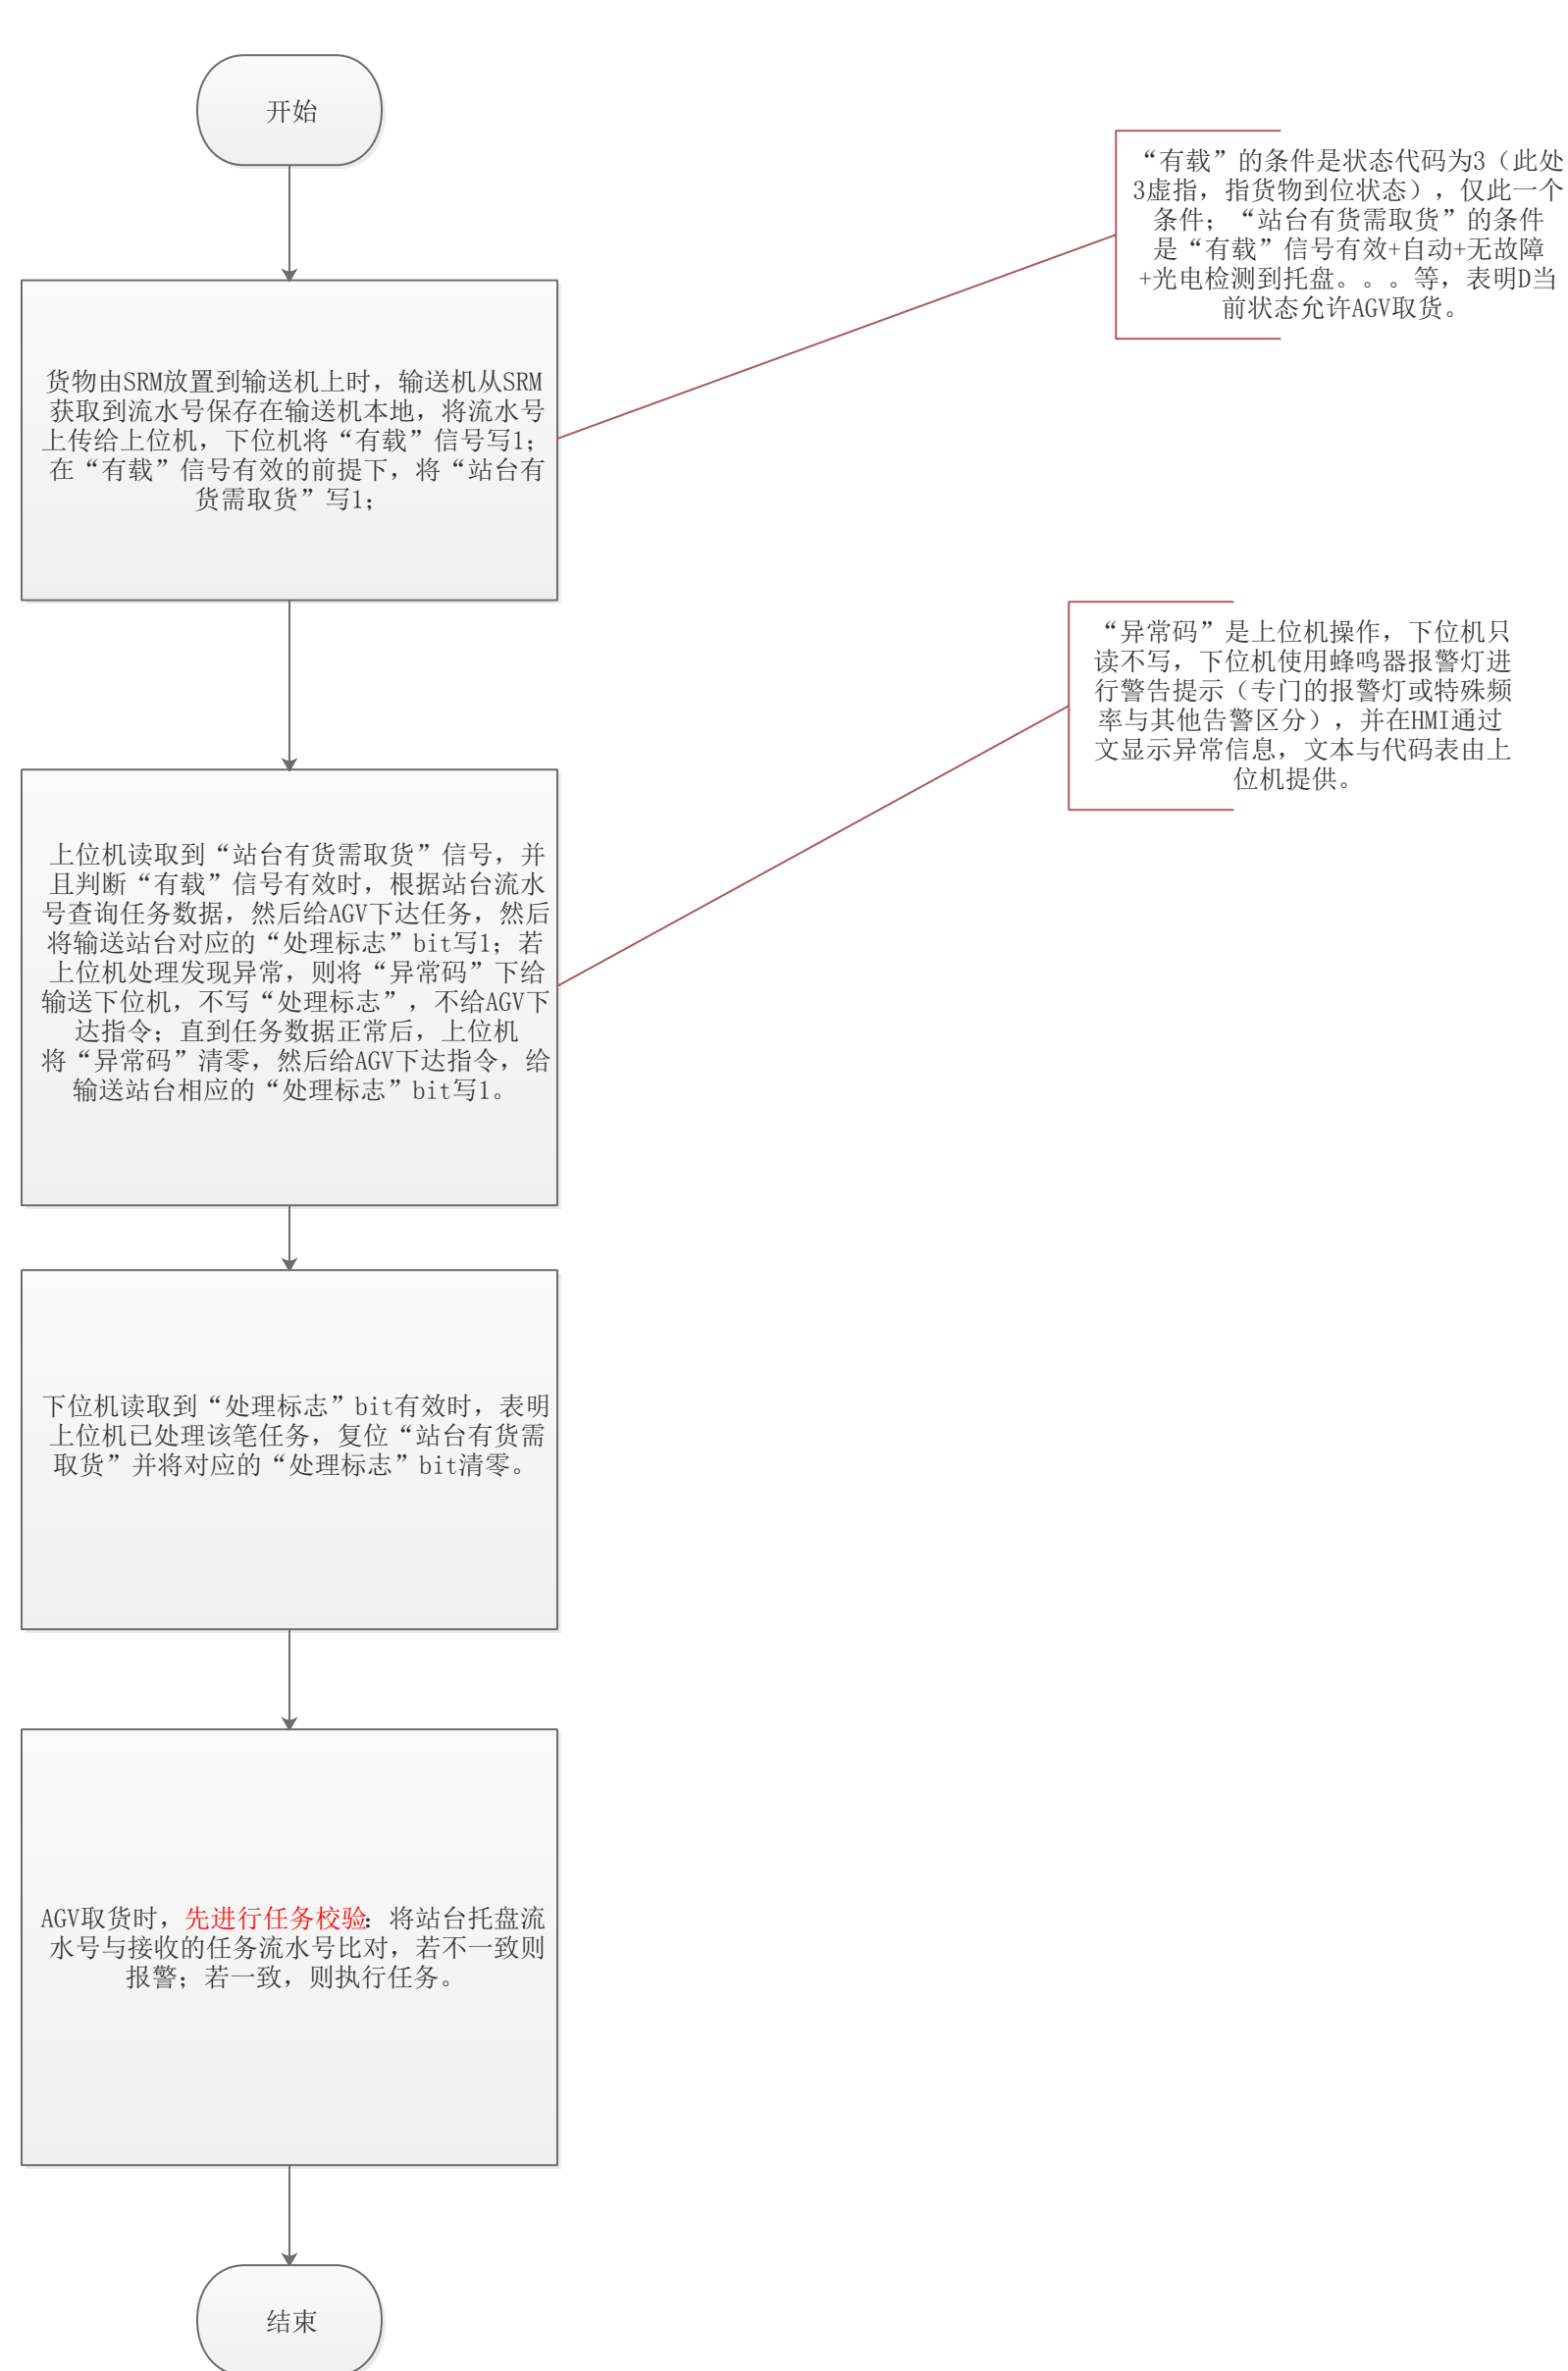 开始
“有载”的条件是状态代码为3（此处
3虚指，指货物到位状态），仅此一个
条件；“站台有货需取货”的条件
是“有载”信号有效+自动+无故障
+光电检测到托盘。。。等，表明D当
前状态允许AGV取货。
货物由SRM放置到输送机上时，输送机从SRM
获取到流水号保存在输送机本地，将流水号
上传给上位机，下位机将“有载”信号写1；
在“有载”信号有效的前提下，将“站台有
货需取货”写1；
“异常码”是上位机操作，下位机只
读不写，下位机使用蜂鸣器报警灯进
行警告提示（专门的报警灯或特殊频
率与其他告警区分），并在HMI通过
文显示异常信息，文本与代码表由上
位机提供。
上位机读取到“站台有货需取货”信号，并
且判断“有载”信号有效时，根据站台流水
号查询任务数据，然后给AGV下达任务，然后
将输送站台对应的“处理标志”bit写1；若
上位机处理发现异常，则将“异常码”下给
输送下位机，不写“处理标志”，不给AGV下
达指令；直到任务数据正常后，上位机
将“异常码”清零，然后给AGV下达指令，给
输送站台相应的“处理标志”bit写1。
下位机读取到“处理标志”bit有效时，表明
上位机已处理该笔任务，复位“站台有货需
取货”并将对应的“处理标志”bit清零。
AGV取货时，先进行任务校验：将站台托盘流
水号与接收的任务流水号比对，若不一致则
报警；若一致，则执行任务。
结束